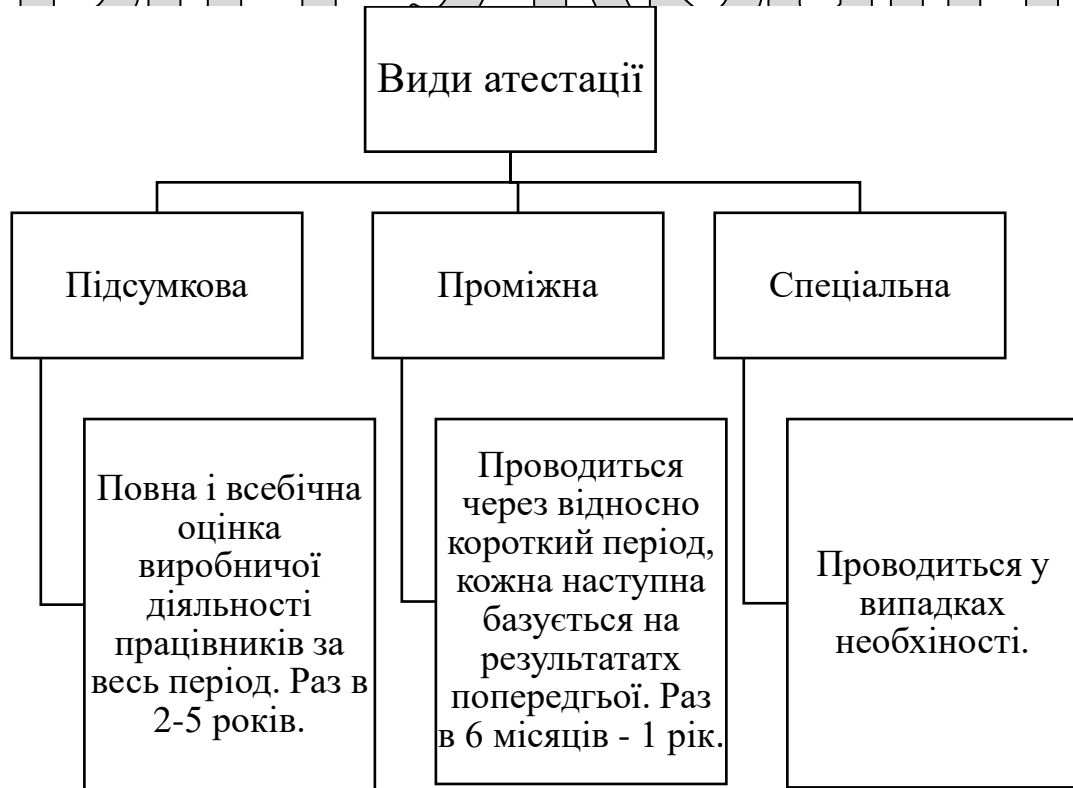 Види атестації
Підсумкова
Повна і всебічна
оцінка
виробничої
діяльності
працівників за
весь період. Раз в
2-5 років.
Проміжна
Проводиться
через відносно
короткий період,
кожна наступна
базується на
результататх
попередгьої. Раз
в 6 місяців - 1 рік.
Спеціальна
Проводиться у
випадках
необхіності.